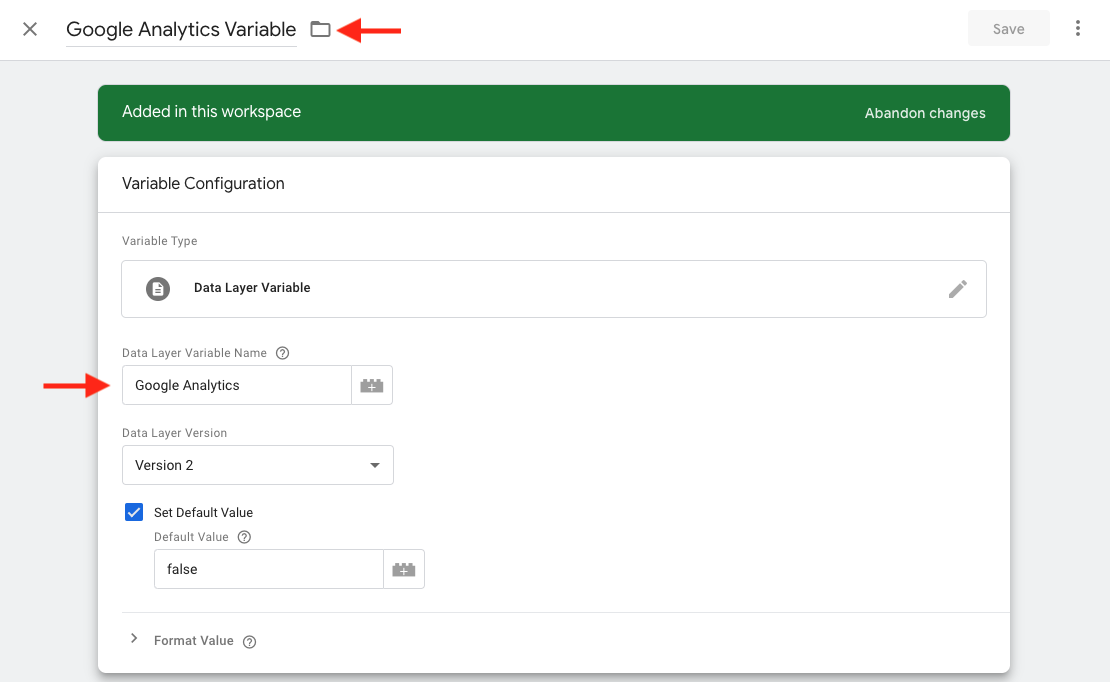 Google Analytics Variable
Save
Added in this workspace
Abandon changes
Variable Configuration
Variable Type
Data Layer Variable
Data Layer Variable Name
Google Analytics
Data Layer Version
Version 2
Set Default Value
Default Value
false
Format Value